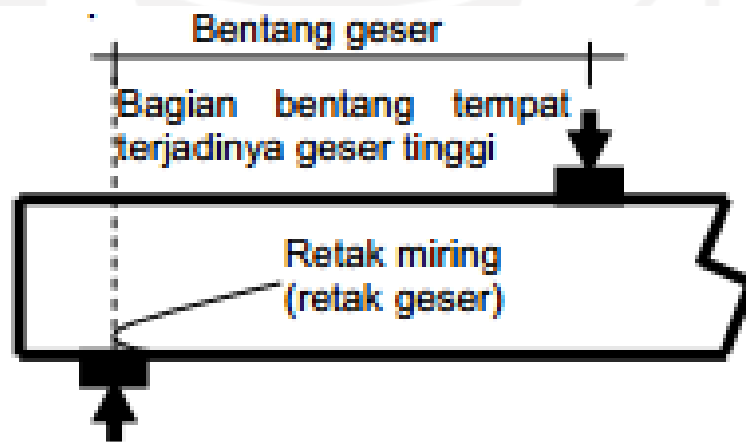 Bentang geser
Bagian bentang tempat
terjadinya geser tinggi
Retak miring
(retak geser)